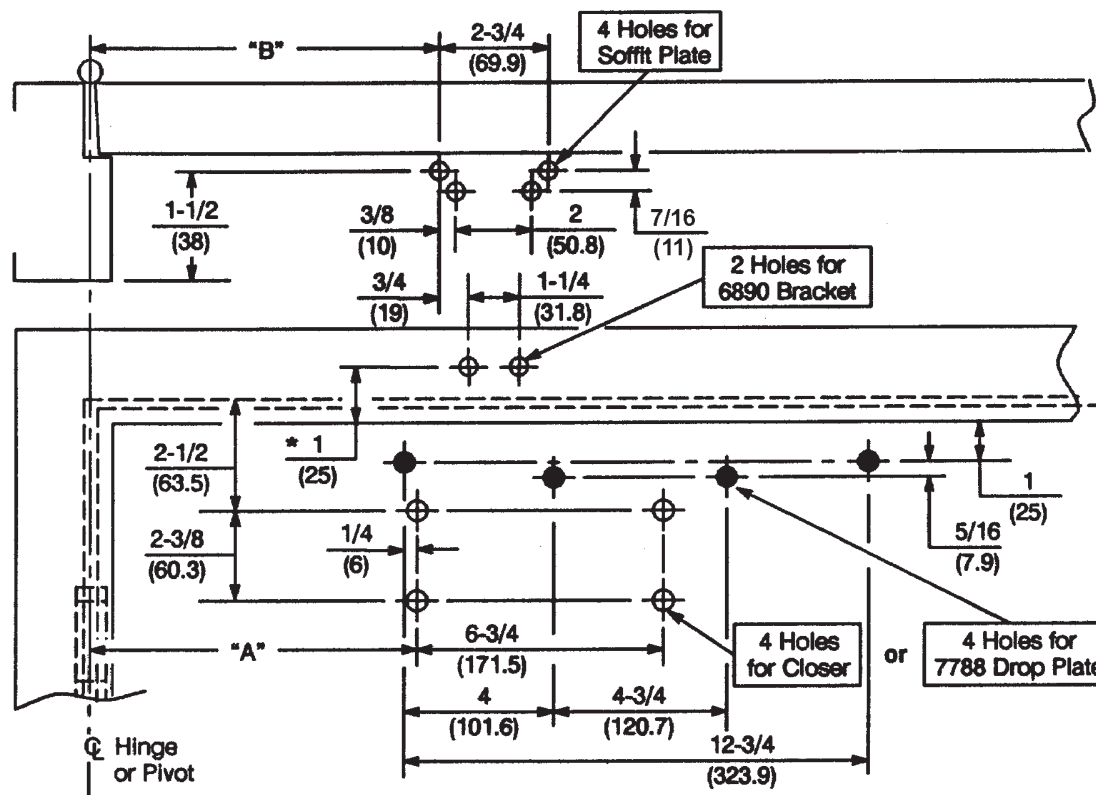 "B"
2-3/4
(69.9)
4 Holes for
Soffit Plate
1-1/2
(38)
3/8
(10)
2
(50.8)
7/16
(11)
3/4
(19)
1-1/4
(31.8)
2 Holes for
6890 Bracket
2-1/2
(63.5)
* 1
(25)
1
(25)
2-3/8
(60.3)
1/4
(6)
5/16
(7.9)
"A"
6-3/4
(171.5)
4 Holes
for Closer
or
4 Holes for
7788 Drop Plate
4
(101.6)
4-3/4
(120.7)
12-3/4
(323.9)
℄ Hinge
or Pivot